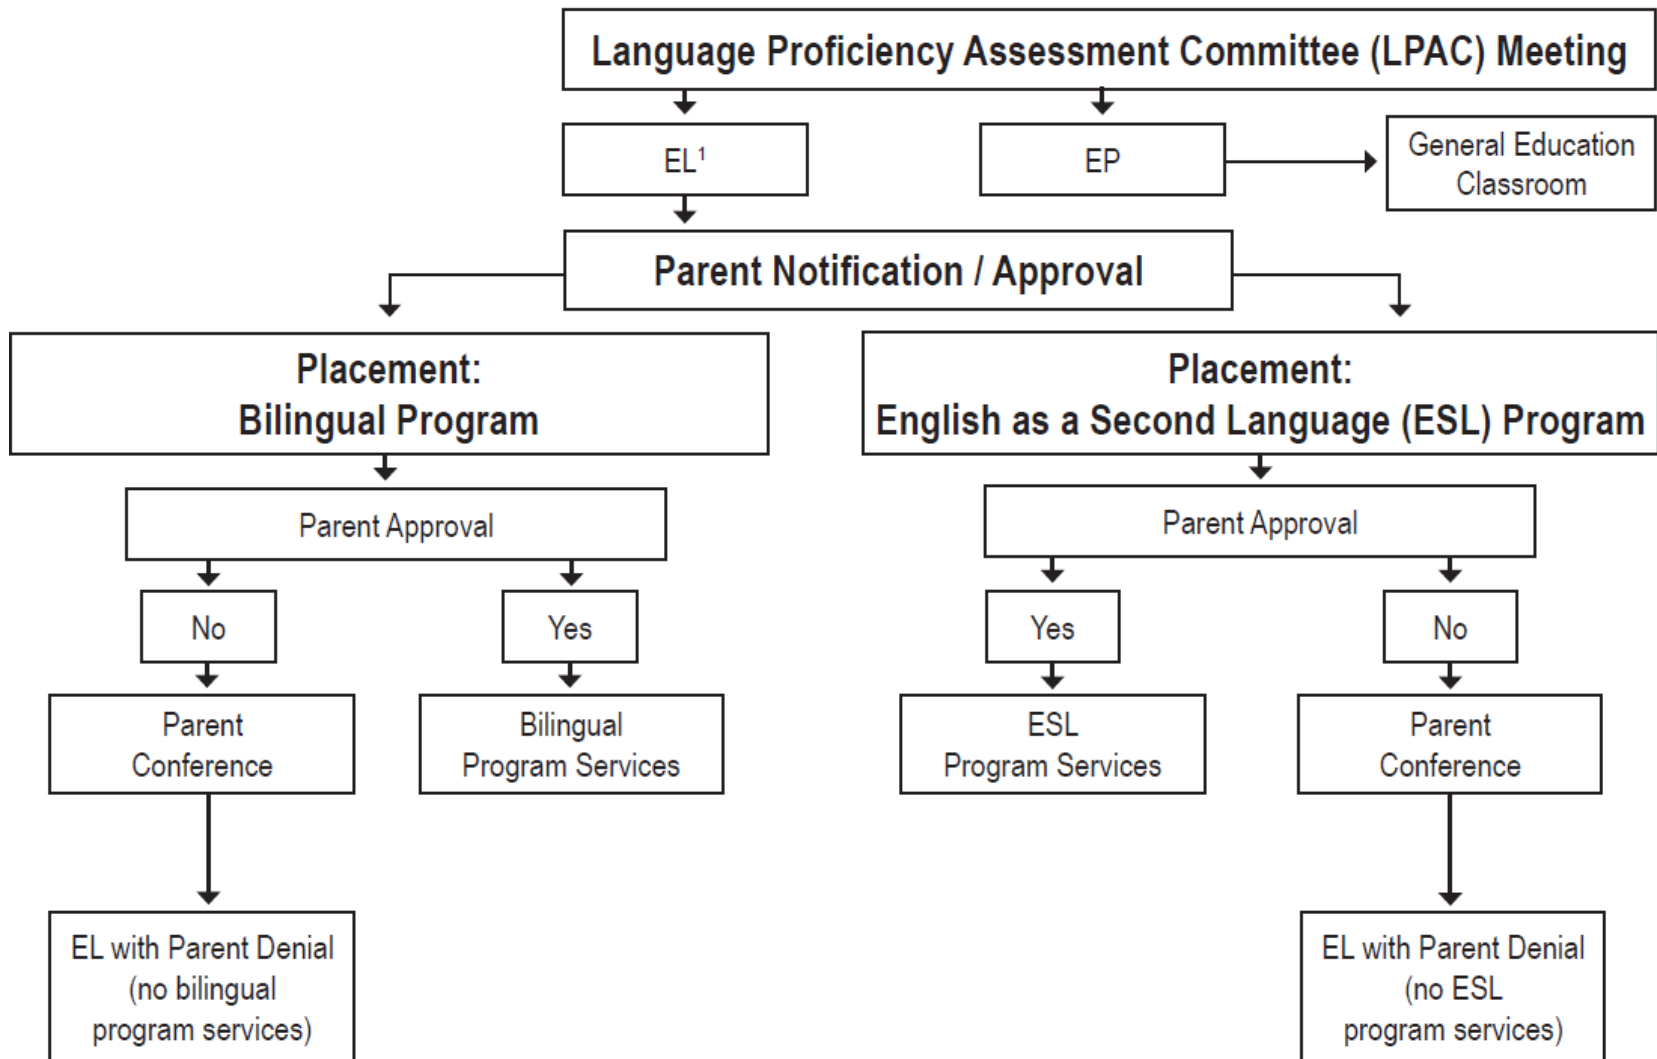 Language Proficiency Assessment Committee (LPAC) Meeting
EL¹
EP
General Education
Classroom
Parent Notification / Approval
Placement:
Bilingual Program
Placement:
English as a Second Language (ESL) Program
Parent Approval
Parent Approval
No
Yes
Yes
No
Parent
Conference
Bilingual
Program Services
ESL
Program Services
Parent
Conference
EL with Parent Denial
(no bilingual
program services)
EL with Parent Denial
(no ESL
program services)